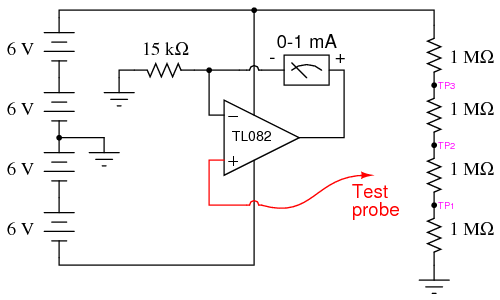 6 V
6 V
6 V
6 V
15 kΩ
0-1 mA
- +
−
TL082
+
Test
probe
1 MΩ
TP3
1 MΩ
TP2
1 MΩ
TP1
1 MΩ